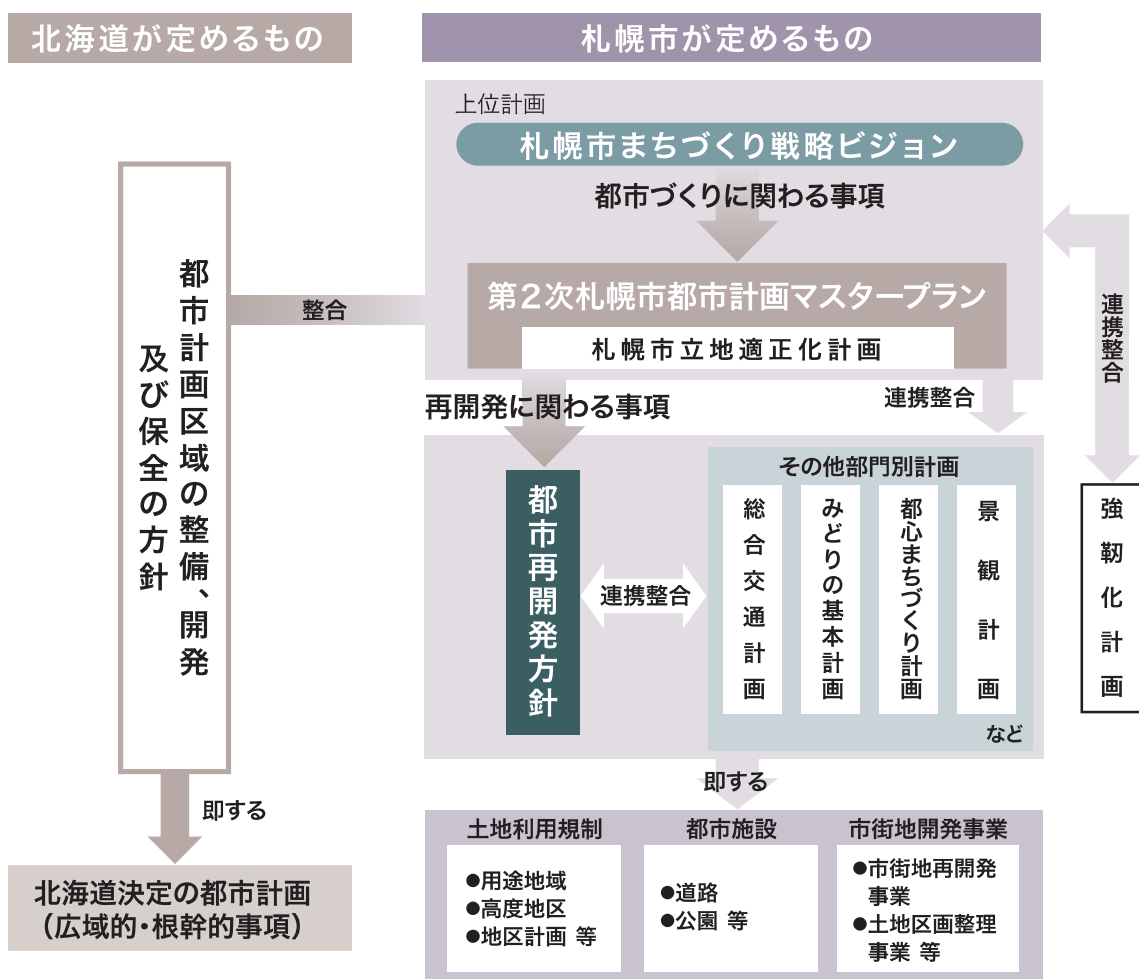 北海道が定めるもの
札幌市が定めるもの
上位計画
札幌市まちづくり戦略ビジョン
都市づくりに関わる事項
第2次札幌市都市計画マスタープラン
札幌市立地適正化計画
都市計画区域の整備、開発
及び保全の方針
整合
連携整合
再開発に関わる事項
連携整合
都市再開発方針
連携整合
その他部門別計画
総合交通計画
みどりの基本計画
都心まちづくり計画
景観計画
など
強靭化計画
即する
即する
北海道決定の都市計画
（広域的・根幹的事項）
土地利用規制
●用途地域
●高度地区
●地区計画 等
都市施設
●道路
●公園 等
市街地開発事業
●市街地再開発
事業
●土地区画整理
事業 等